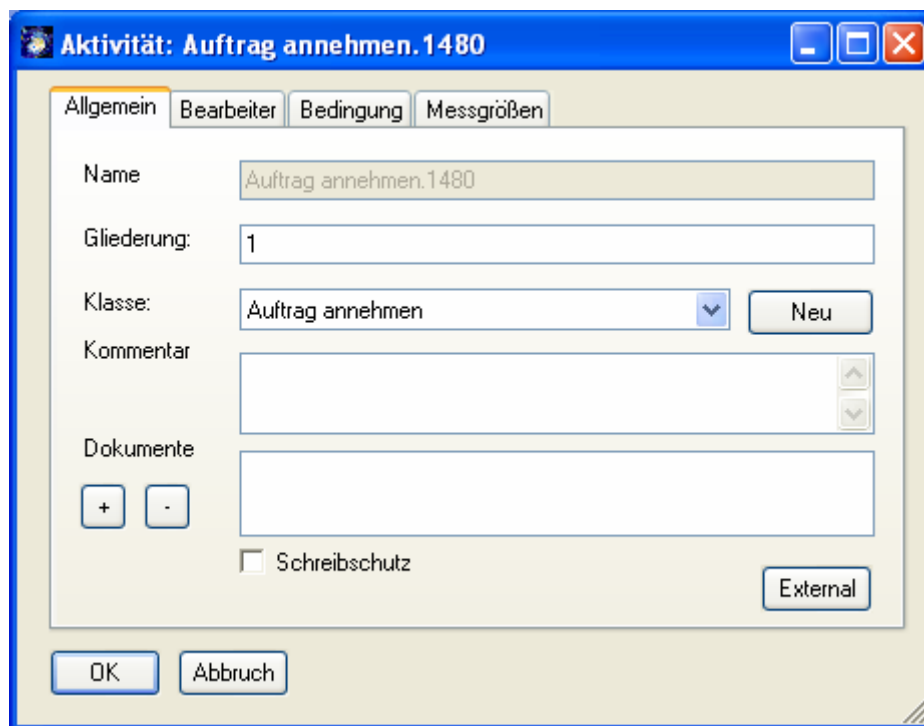 Aktivität: Auftrag annehmen.1480
Allgemein Bearbeiter Bedingung Messgrößen
Name Auftrag annehmen.1480
Gliederung: 1
Klasse: Auftrag annehmen Neu
Kommentar
Dokumente
+ -
Schreibschutz
External
OK Abbruch